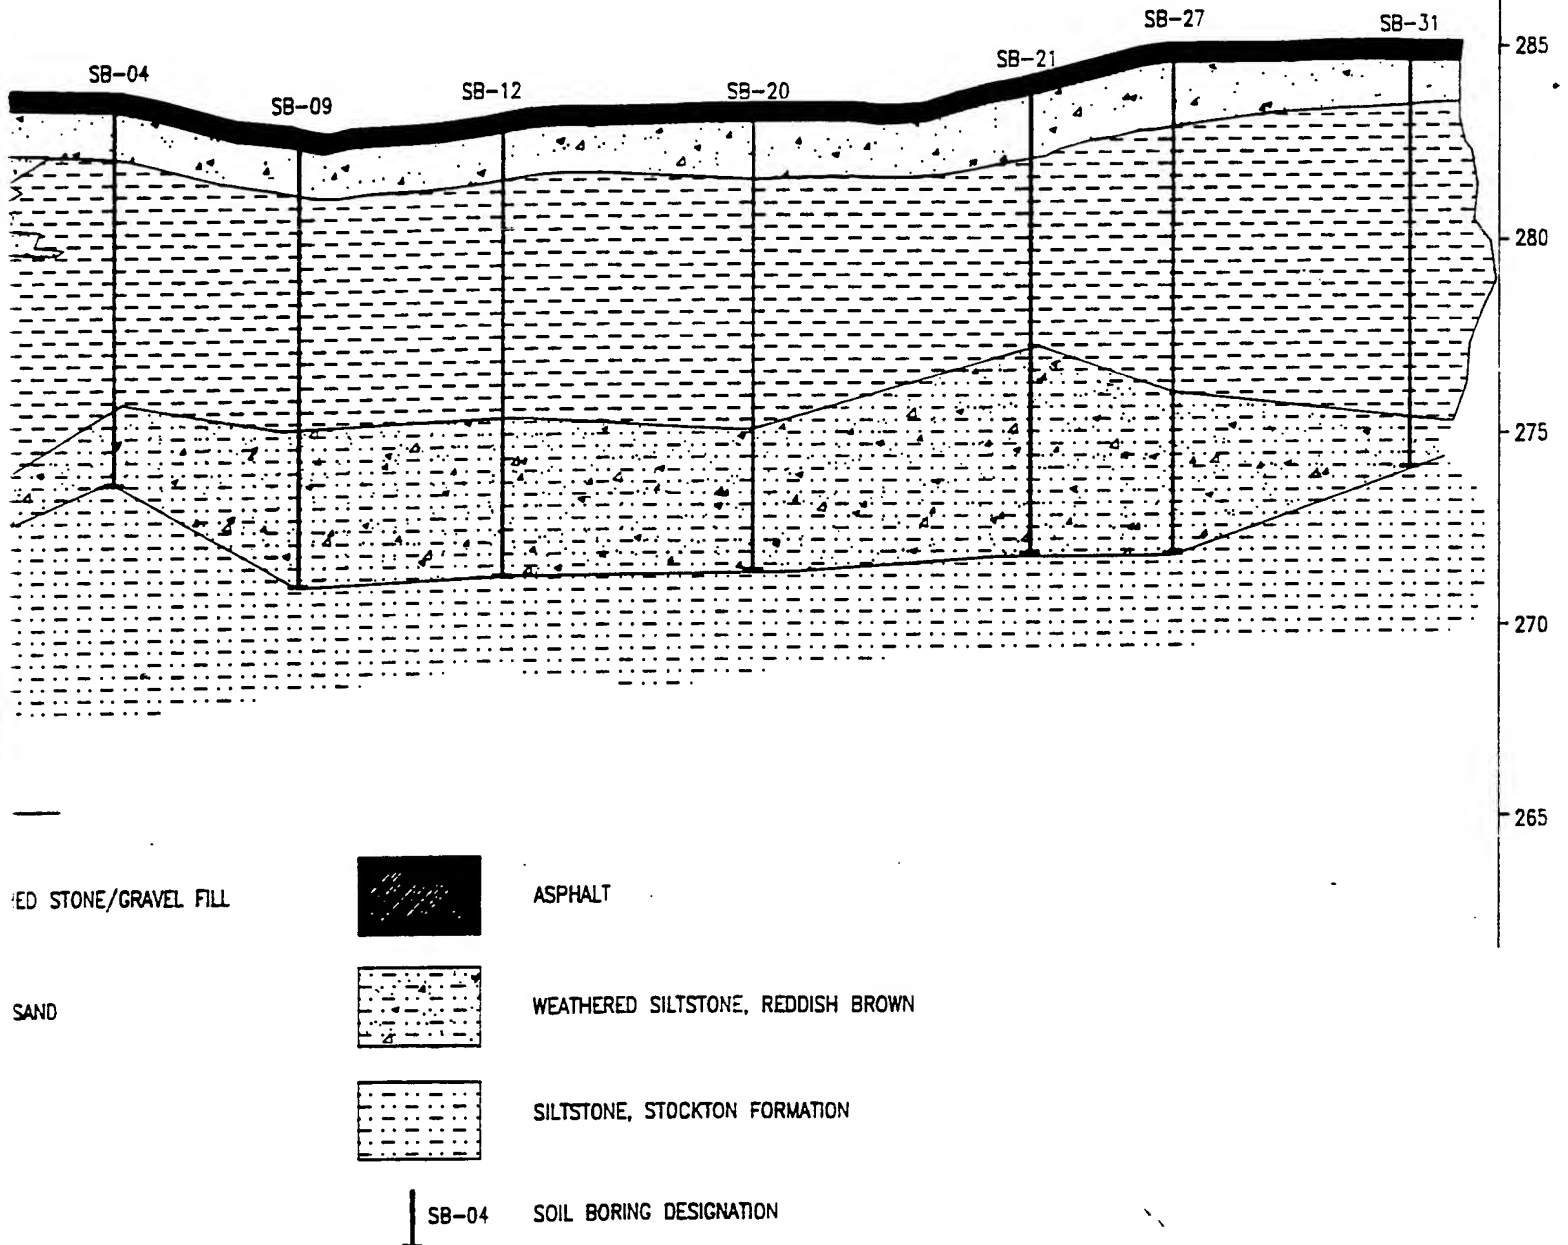 SB-27
SB-31
285
SB-04
SB-09
SB-12
SB-20
SB-21
280
275
270
265
ED STONE/GRAVEL FILL
ASPHALT
SAND
WEATHERED SILTSTONE, REDDISH BROWN
SILTSTONE, STOCKTON FORMATION
SB-04 SOIL BORING DESIGNATION